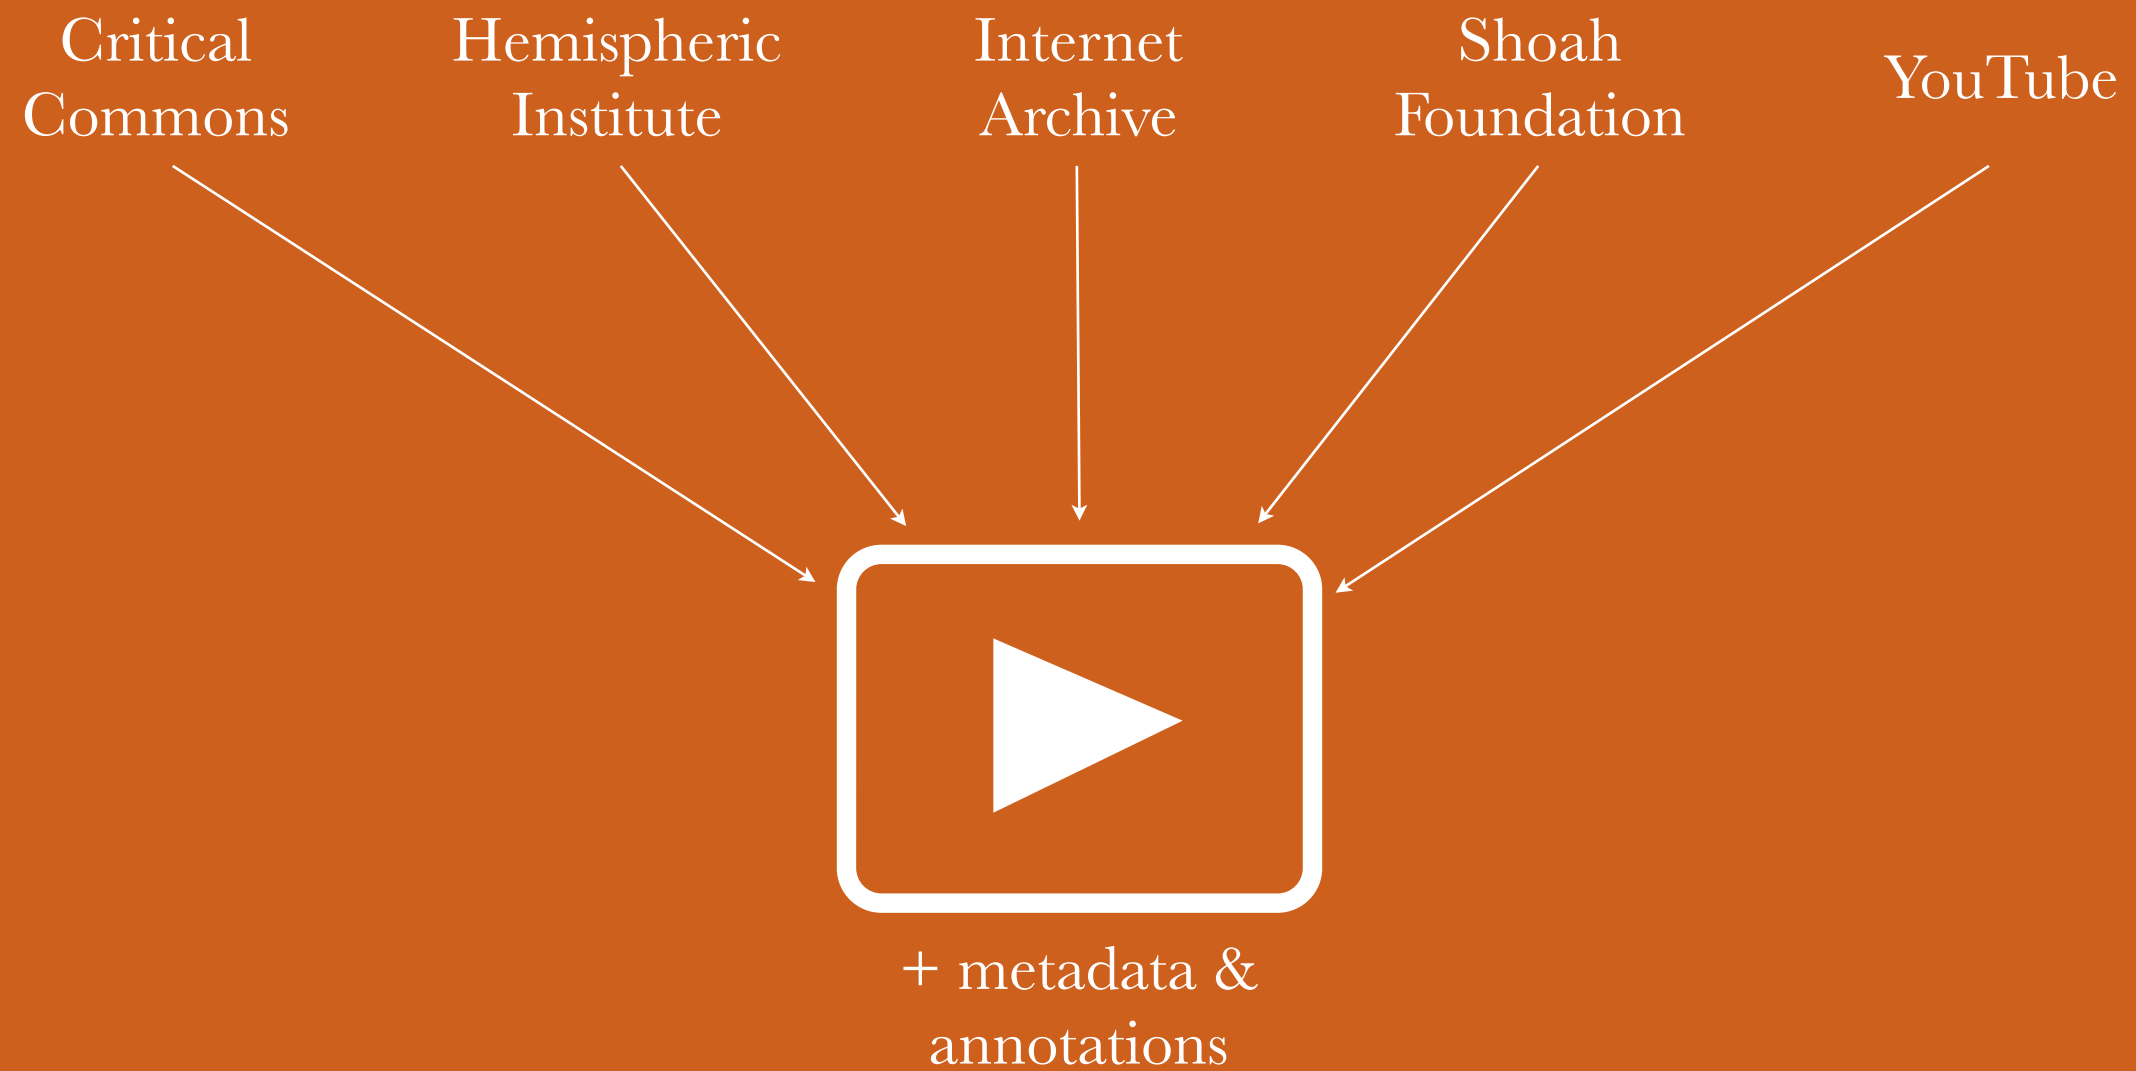 Critical
Commons
Hemispheric
Institute
Internet
Archive
Shoah
Foundation
YouTube
+ metadata &
annotations